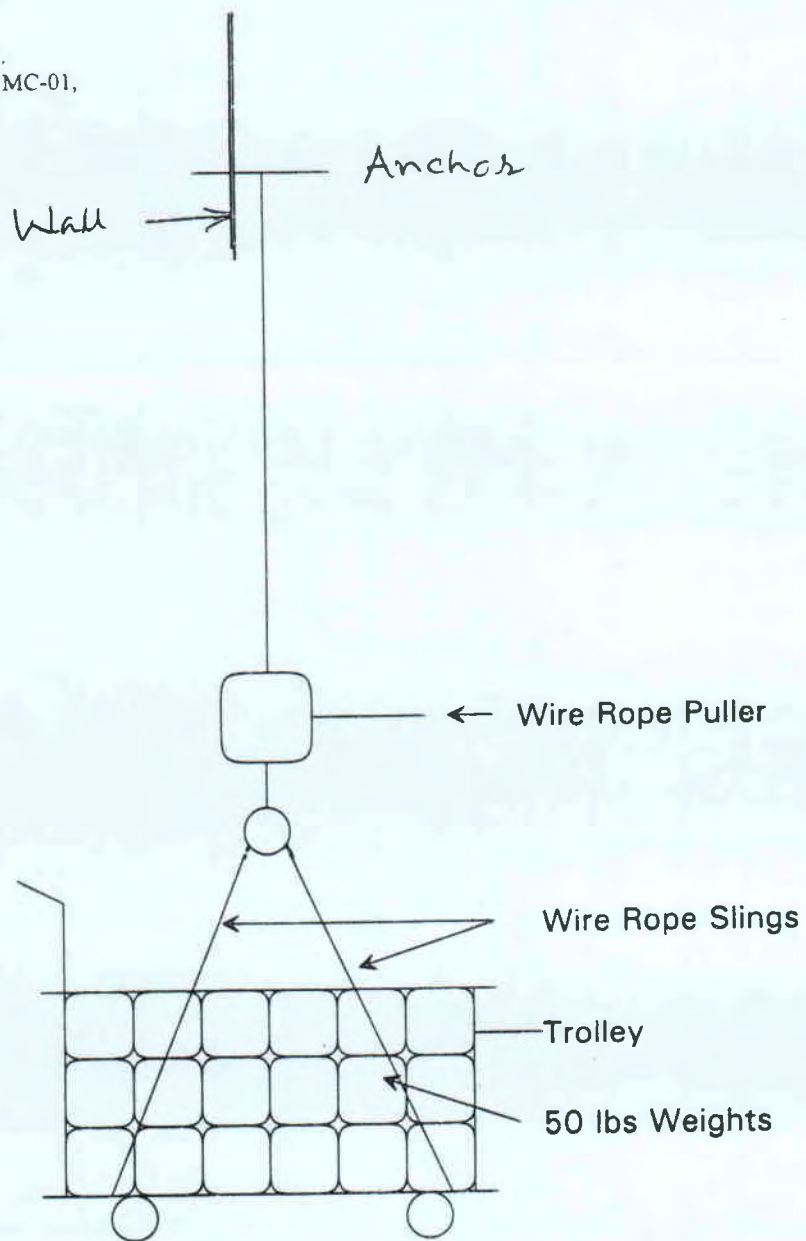 MC-01,
Anchor
Wall
Wire Rope Puller
Wire Rope Slings
Trolley
50 lbs Weights